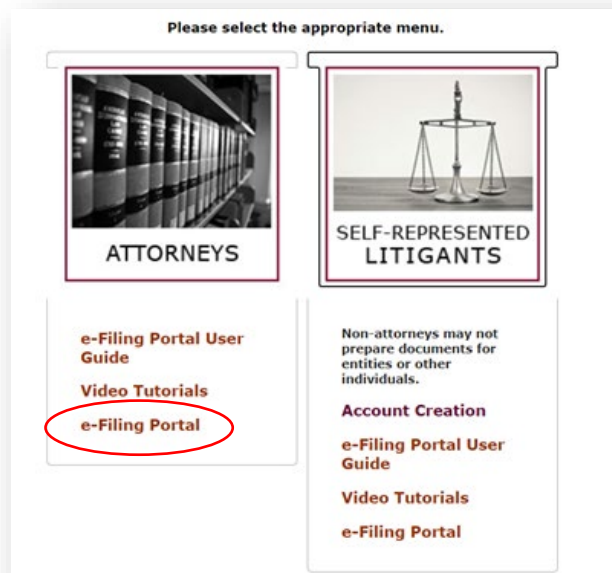 Please select the appropriate menu.
ATTORNEYS
e-Filing Portal User
Guide
Video Tutorials
e-Filing Portal
SELF-REPRESENTED
LITIGANTS
Non-attorneys may not
prepare documents for
entities or other
individuals.
Account Creation
e-Filing Portal User
Guide
Video Tutorials
e-Filing Portal